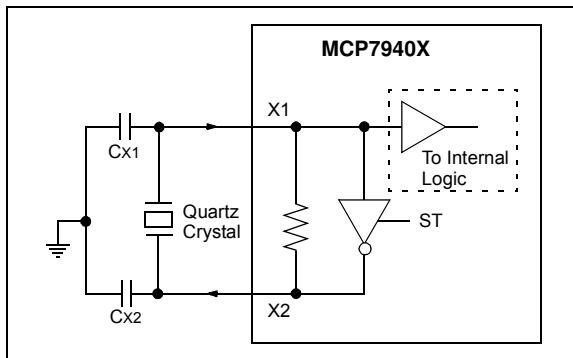 MCP7940X
X1
CX1
To Internal
Logic
Quartz
Crystal
ST
X2
CX2